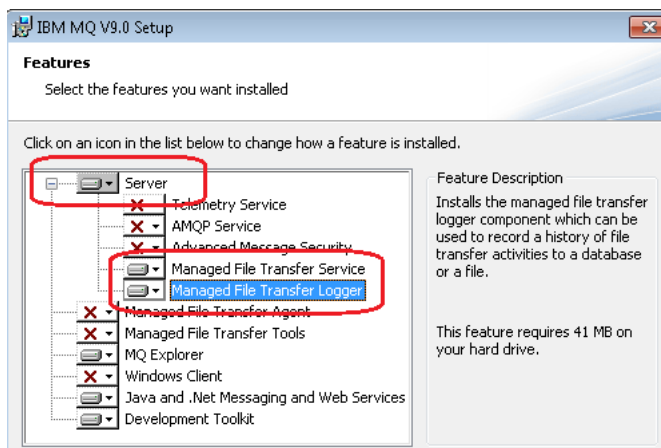 IBM MQ V9.0 Setup
Features
Select the features you want installed
Click on an icon in the list below to change how a feature is installed.
Server
Telemetry Service
AMQP Service
Advanced Message Security
Managed File Transfer Service
Managed File Transfer Logger
Managed File Transfer Agent
Managed File Transfer Tools
MQ Explorer
Windows Client
Java and .Net Messaging and Web Services
Development Toolkit
Feature Description
Installs the managed file transfer
logger component which can be
used to record a history of file
transfer activities to a database
or a file.
This feature requires 41 MB on
your hard drive.